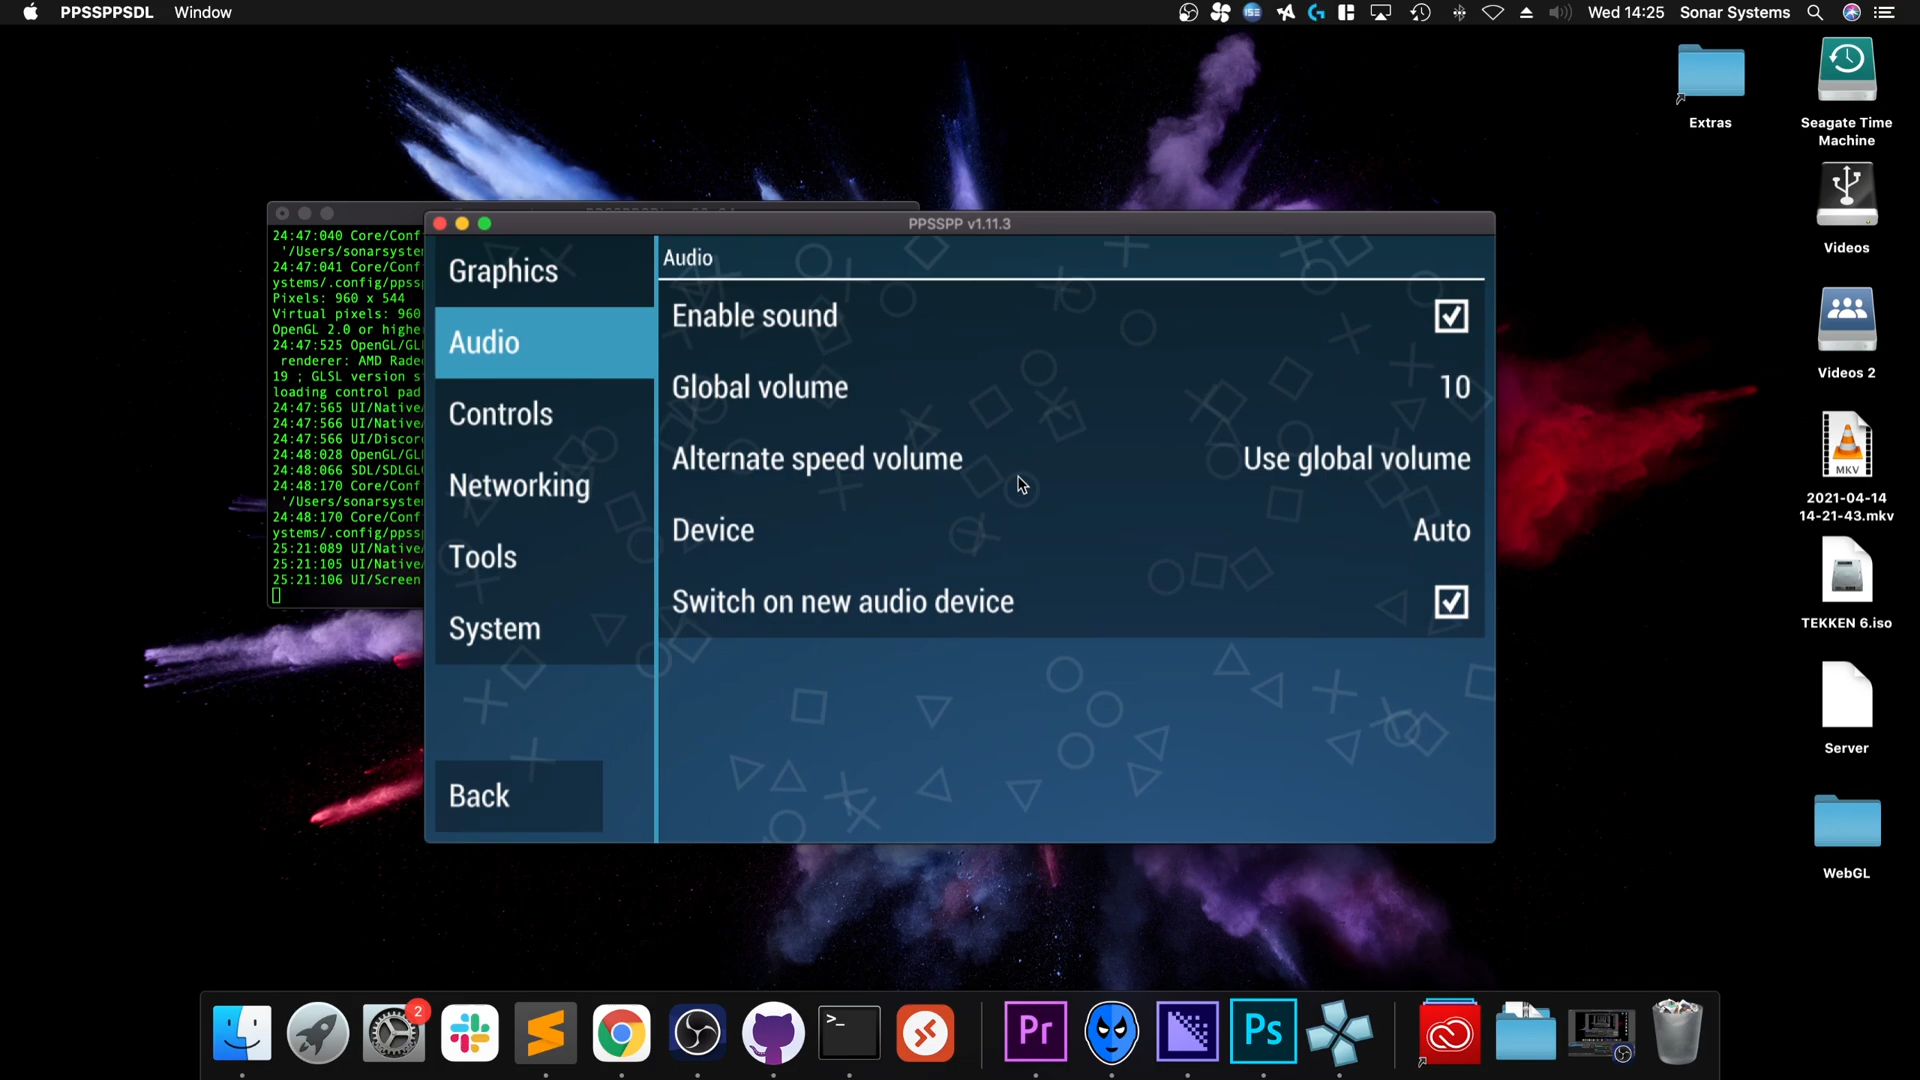 PPSSPPSDL Window
Wed 14:25 Sonar Systems
Extras
Seagate Time
Machine
Videos
Videos 2
MKV
2021-04-14
14-21-43.mkv
TEKKEN 6.iso
Server
WebGL
24:47:040 Core/Conf
'/Users/sonarsyste
24:47:041 Core/Conf
ystems/.config/ppss
Pixels: 960 x 544
Virtual pixels: 960
OpenGL 2.0 or highe
24:47:525 OpenGL/GL
renderer: AMD Rade
19 ; GLSL version s
loading control pad
24:47:565 UI/Native
24:47:566 UI/Native
24:47:566 UI/Discor
24:48:028 OpenGL/GL
24:48:066 SDL/SDLGL
24:48:170 Core/Conf
'/Users/sonarsyste
24:48:170 Core/Conf
ystems/.config/ppss
25:21:089 UI/Native
25:21:105 UI/Native
25:21:106 UI/Screen
PPSSPP v1.11.3
Graphics
Audio
Controls
Networking
Tools
System
Back
Audio
Enable sound
Global volume 10
Alternate speed volume Use global volume
Device Auto
Switch on new audio device
2
>_
Pr
Ps